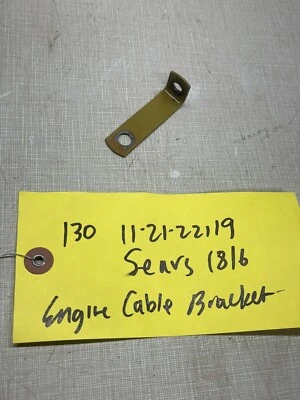 130 11-21-22119
Sears 18/6
Engine Cable Bracket